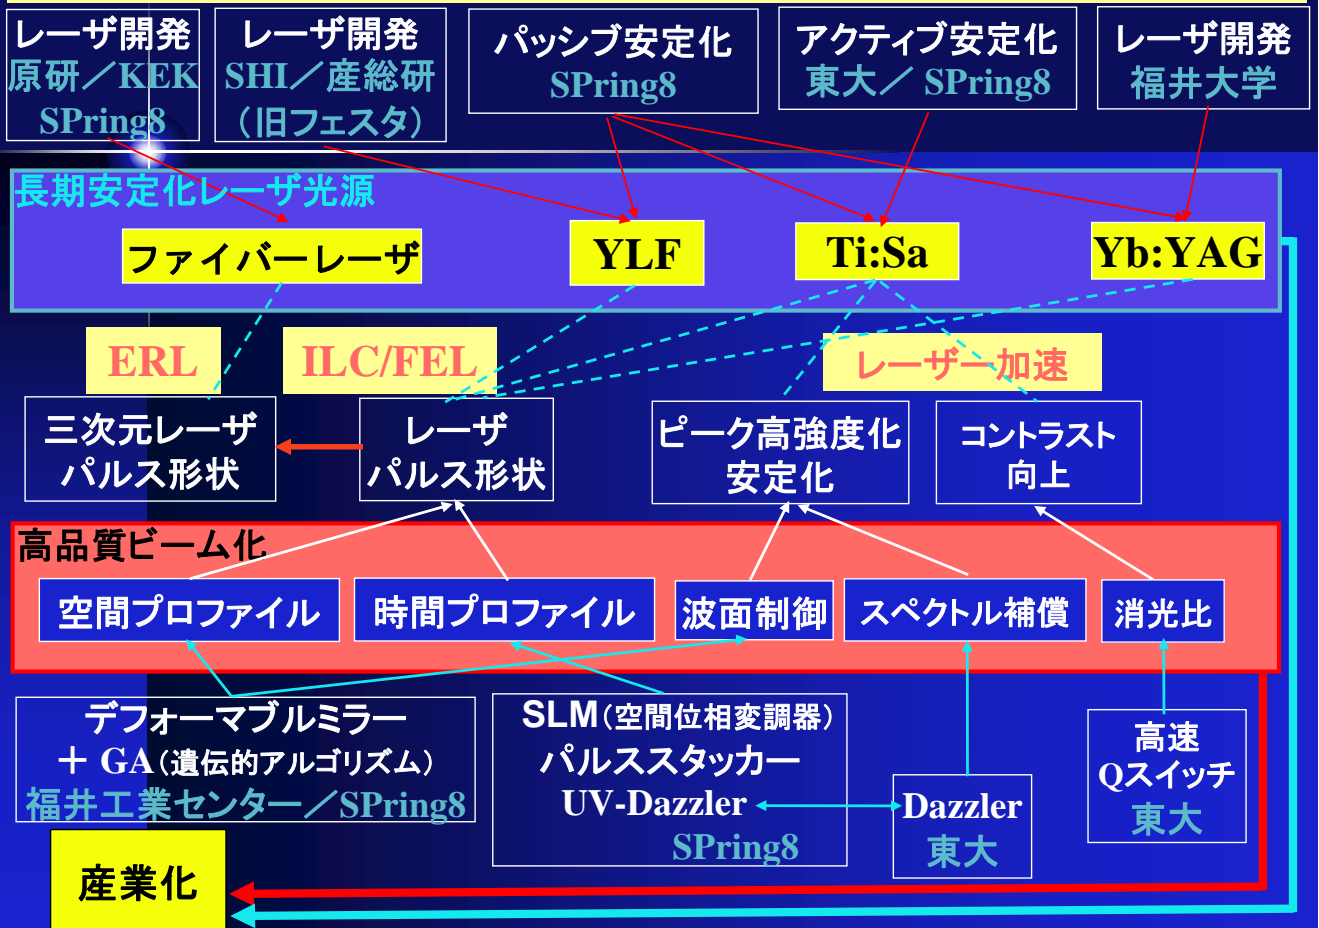 レーザ開発
原研／KEK
SPring8
レーザ開発
SHI／産総研
（旧フェスタ）
パッシブ安定化
SPring8
アクティブ安定化
東大／ SPring8
レーザ開発
福井大学
長期安定化レーザ光源
ファイバーレーザ
YLF
Ti:Sa
Yb:YAG
ERL
ILC/FEL
レーザー加速
三次元レーザ
パルス形状
レーザ
パルス形状
ピーク高強度化
安定化
コントラスト
向上
高品質ビーム化
空間プロファイル
時間プロファイル
波面制御
スペクトル補償
消光比
デフォーマブルミラー
＋ GA（遺伝的アルゴリズム）
福井工業センター／SPring8
SLM（空間位相変調器）
パルススタッカー
UV-Dazzler
SPring8
Dazzler
東大
高速
Qスイッチ
東大
産業化